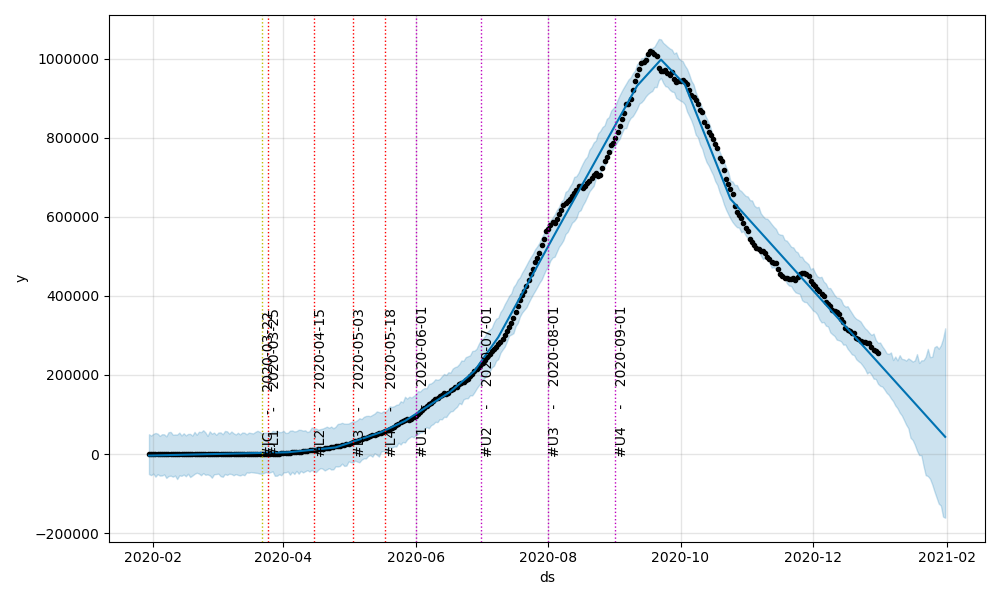 1000000
800000
600000
400000
200000
0
−200000
y
#JC - 2020-03-22
#L1 - 2020-03-25
#L2 - 2020-04-15
#L3 - 2020-05-03
#L4 - 2020-05-18
#U1 - 2020-06-01
#U2 - 2020-07-01
#U3 - 2020-08-01
#U4 - 2020-09-01
2020-02
2020-04
2020-06
2020-08
2020-10
2020-12
2021-02
ds